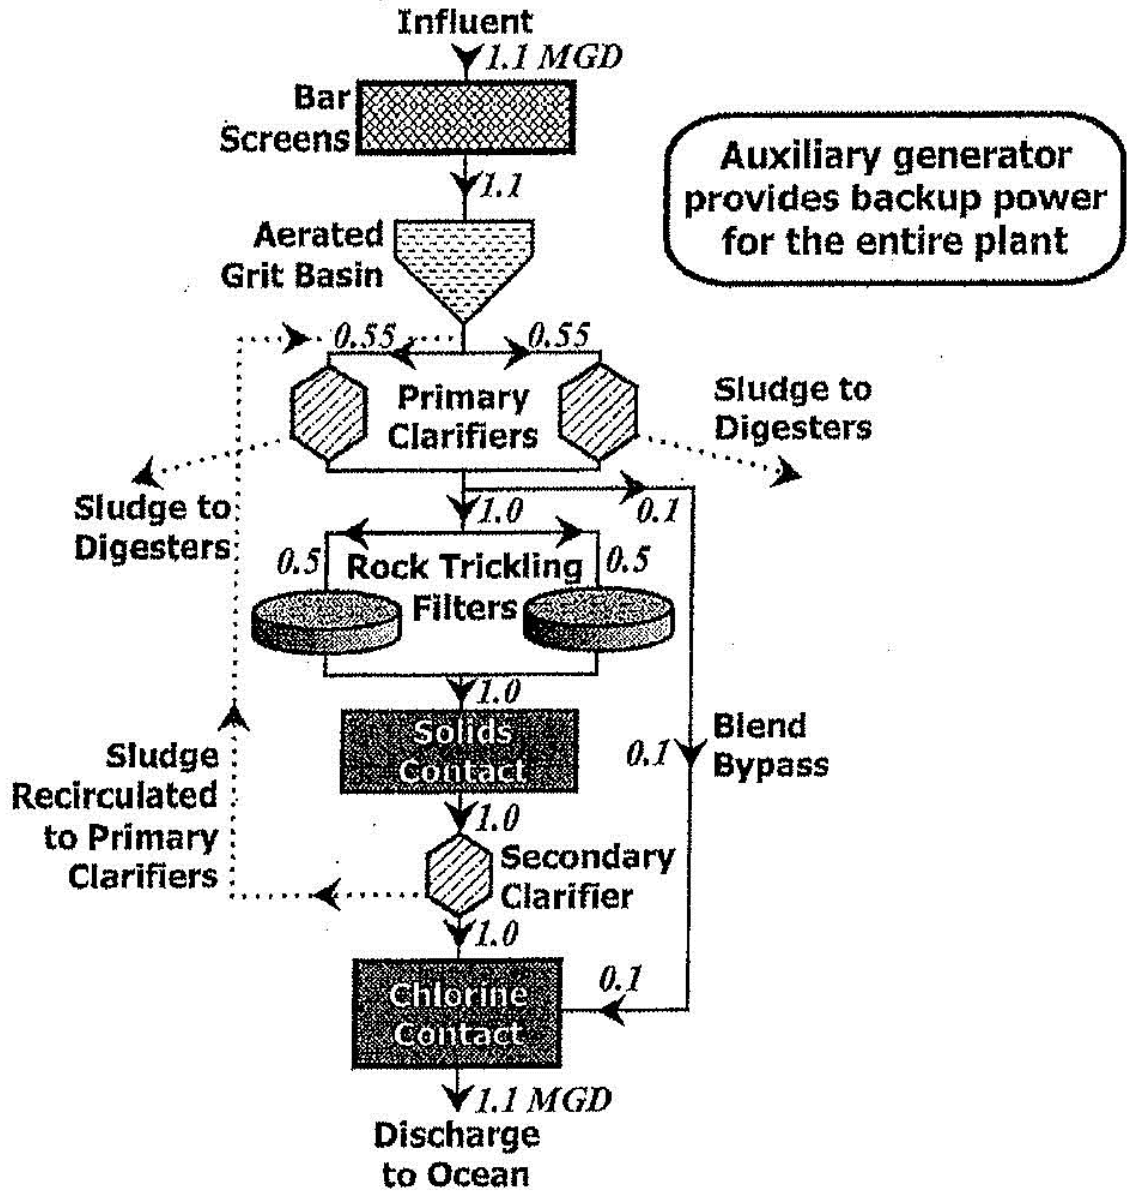 Influent
1.1 MGD
Bar
Screens
Auxiliary generator
provides backup power
for the entire plant
1.1
Aerated
Grit Basin
0.55
0.55
Primary
Clarifiers
Sludge to
Digesters
Sludge to
Digesters
1.0
0.1
0.5
0.5
Rock Trickling
Filters
1.0
Solids
Contact
Blend
Bypass
0.1
Sludge
Recirculated
to Primary
Clarifiers
1.0
Secondary
Clarifier
1.0
0.1
Chlorine
Contact
1.1 MGD
Discharge
to Ocean